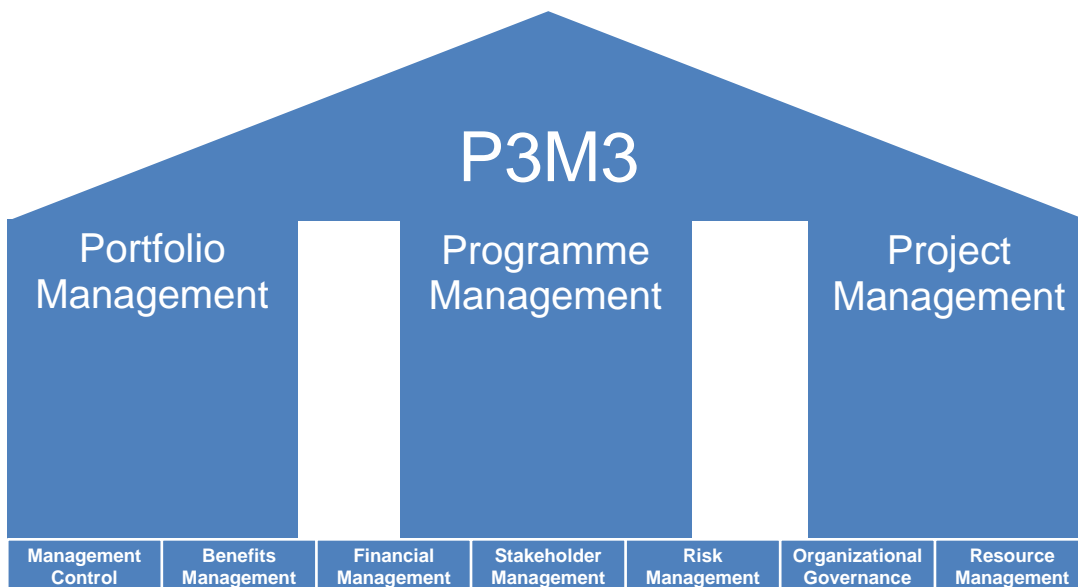 P3M3
Portfolio
Management
Programme
Management
Project
Management
Management
Control
Benefits
Management
Financial
Management
Stakeholder
Management
Risk
Management
Organizational
Governance
Resource
Management